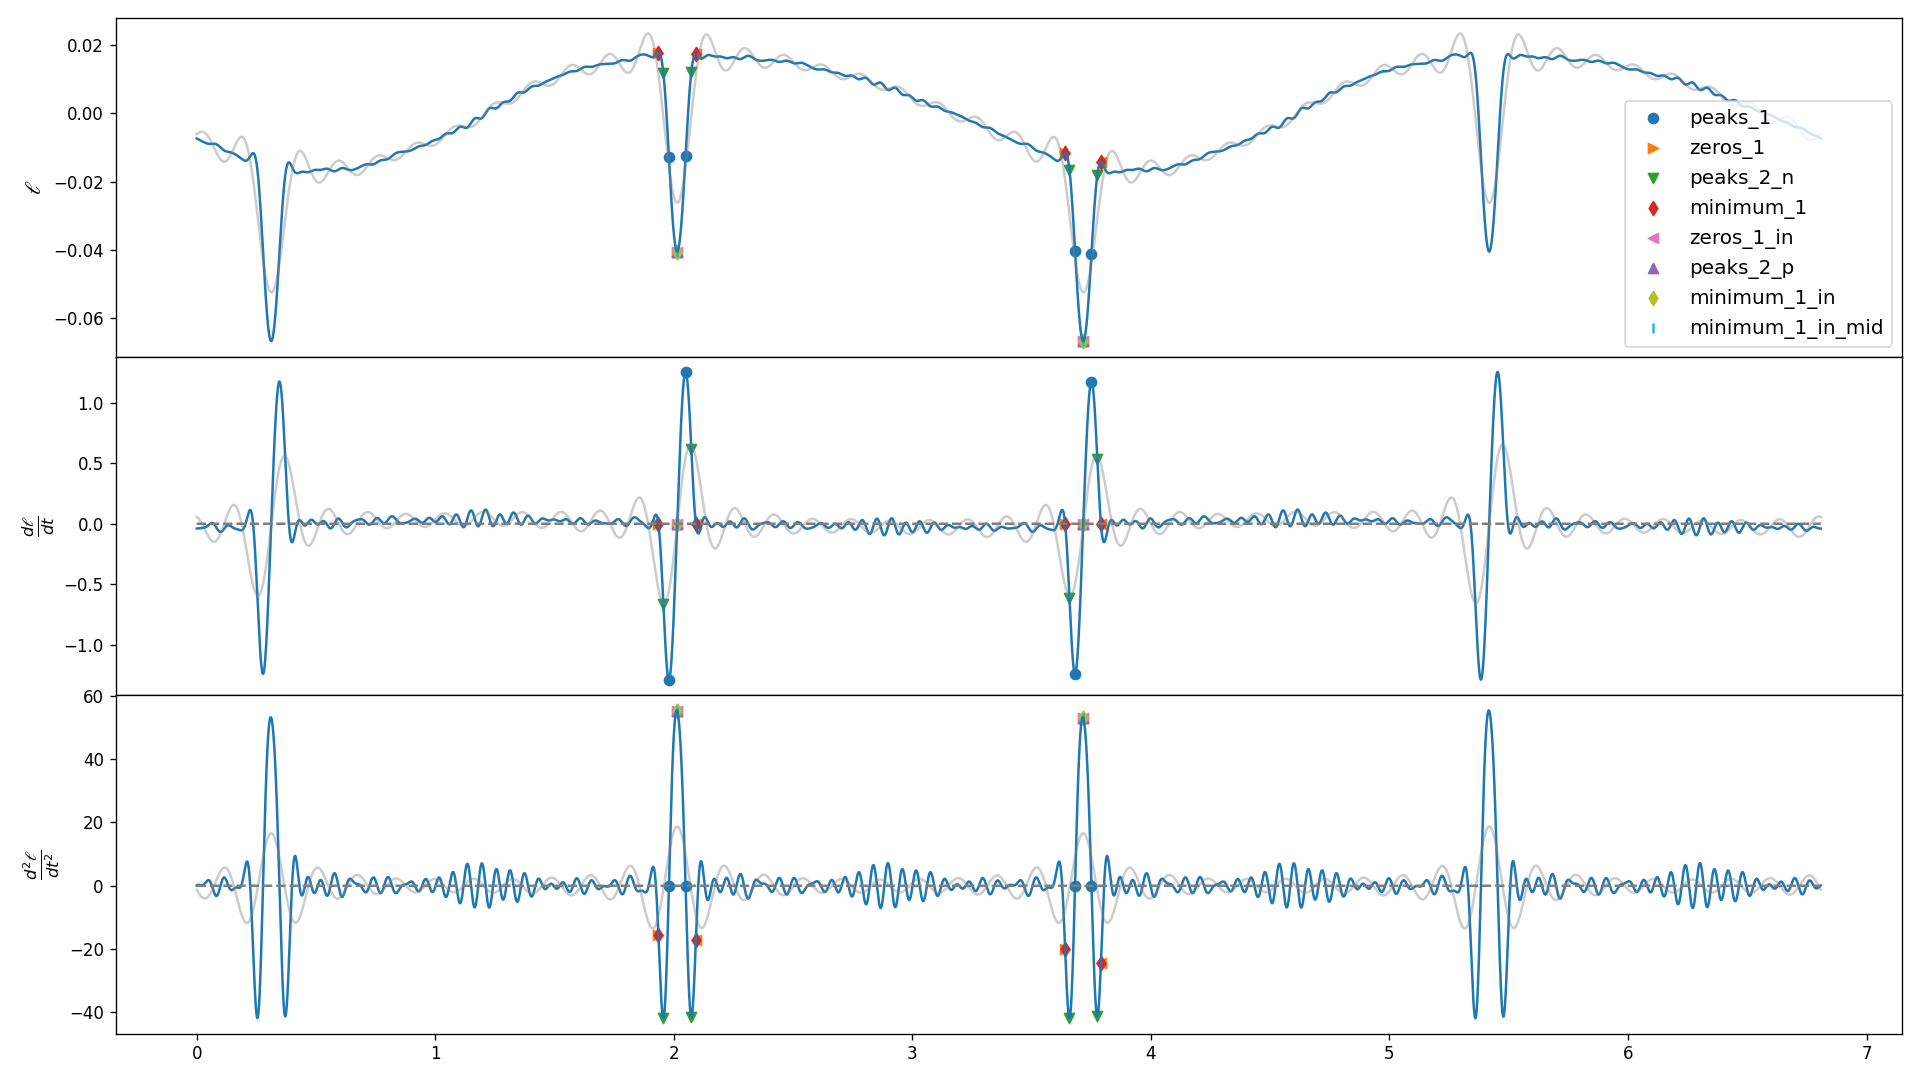 0.02
0.00
−0.02
−0.04
−0.06
ℓ
peaks_1
zeros_1
peaks_2_n
minimum_1
zeros_1_in
peaks_2_p
minimum_1_in
minimum_1_in_mid
1.0
0.5
0.0
−0.5
−1.0
dℓ
dt
60
40
20
0
−20
−40
d²ℓ
dt²
0 1 2 3 4 5 6 7